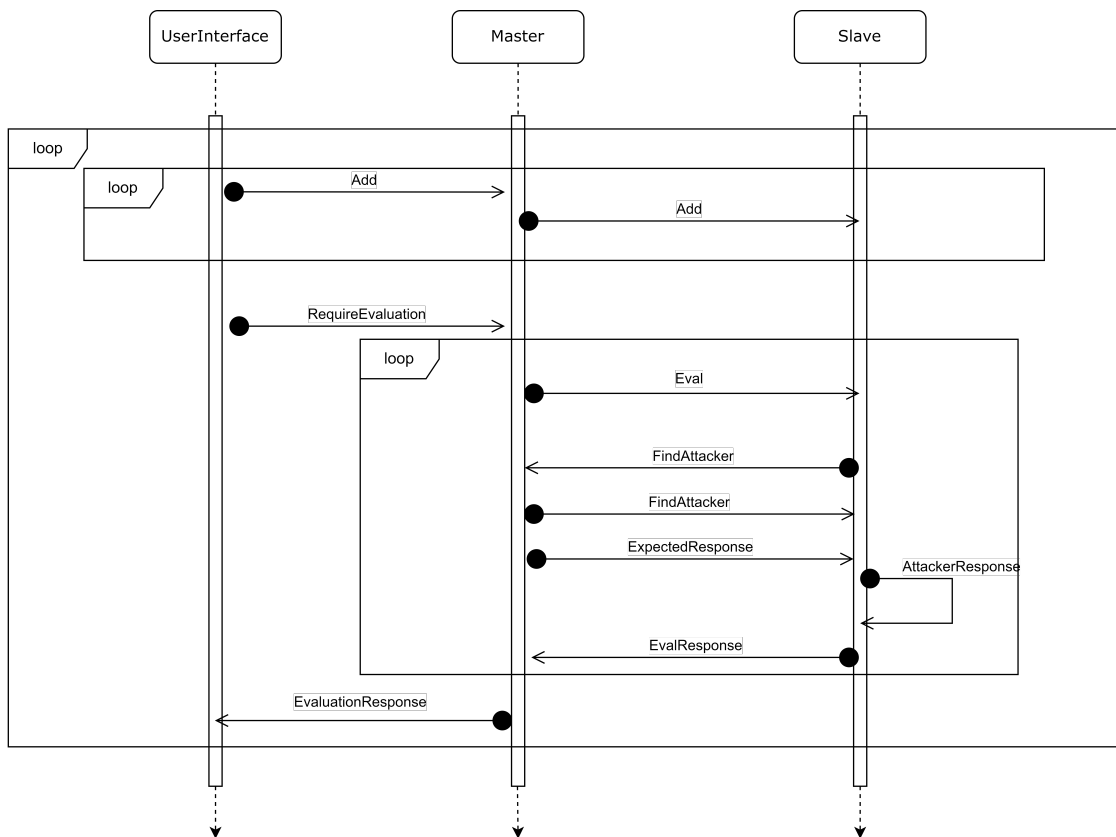 UserInterface
Master
Slave
loop
loop
Add
Add
RequireEvaluation
loop
Eval
FindAttacker
FindAttacker
ExpectedResponse
AttackerResponse
EvalResponse
EvaluationResponse